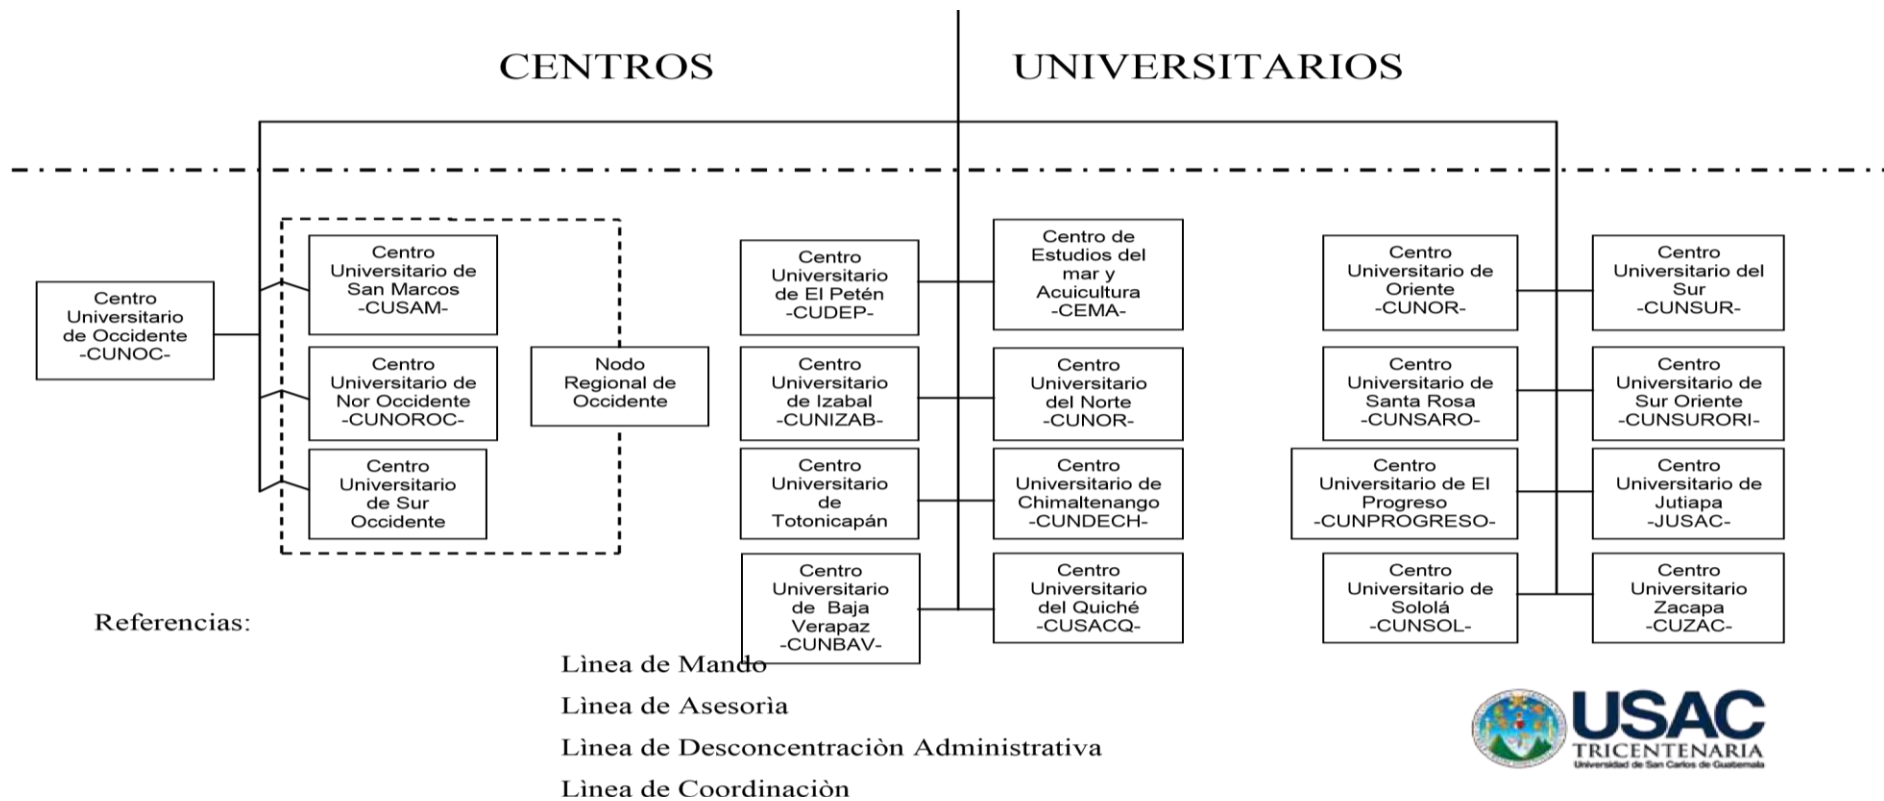 CENTROS UNIVERSITARIOS
Centro
Universitario
de Occidente
-CUNOC-
Centro
Universitario de
San Marcos
-CUSAM-
Centro
Universitario de
Nor Occidente
-CUNOROC-
Centro
Universitario
de Sur
Occidente
Nodo
Regional de
Occidente
Centro
Universitario
de El Petén
-CUDEP-
Centro
Universitario
de Izabal
-CUNIZAB-
Centro
Universitario
de
Totonicapán
Centro
Universitario
de Baja
Verapaz
-CUNBAV-
Centro de
Estudios del
mar y
Acuicultura
-CEMA-
Centro
Universitario
del Norte
-CUNOR-
Centro
Universitario de
Chimaltenango
-CUNDECH-
Centro
Universitario
del Quiché
-CUSACQ-
Centro
Universitario de
Oriente
-CUNOR-
Centro
Universitario de
Santa Rosa
-CUNSARO-
Centro
Universitario de El
Progreso
-CUNPROGRESO-
Centro
Universitario de
Sololá
-CUNSOL-
Centro
Universitario del
Sur
-CUNSUR-
Centro
Universitario de
Sur Oriente
-CUNSURORI-
Centro
Universitario de
Jutiapa
-JUSAC-
Centro
Universitario
Zacapa
-CUZAC-
Referencias:
Lìnea de Mando
Lìnea de Asesorìa
Lìnea de Desconcentraciòn Administrativa
Lìnea de Coordinaciòn
USAC
TRICENTENARIA
Universidad de San Carlos de Guatemala